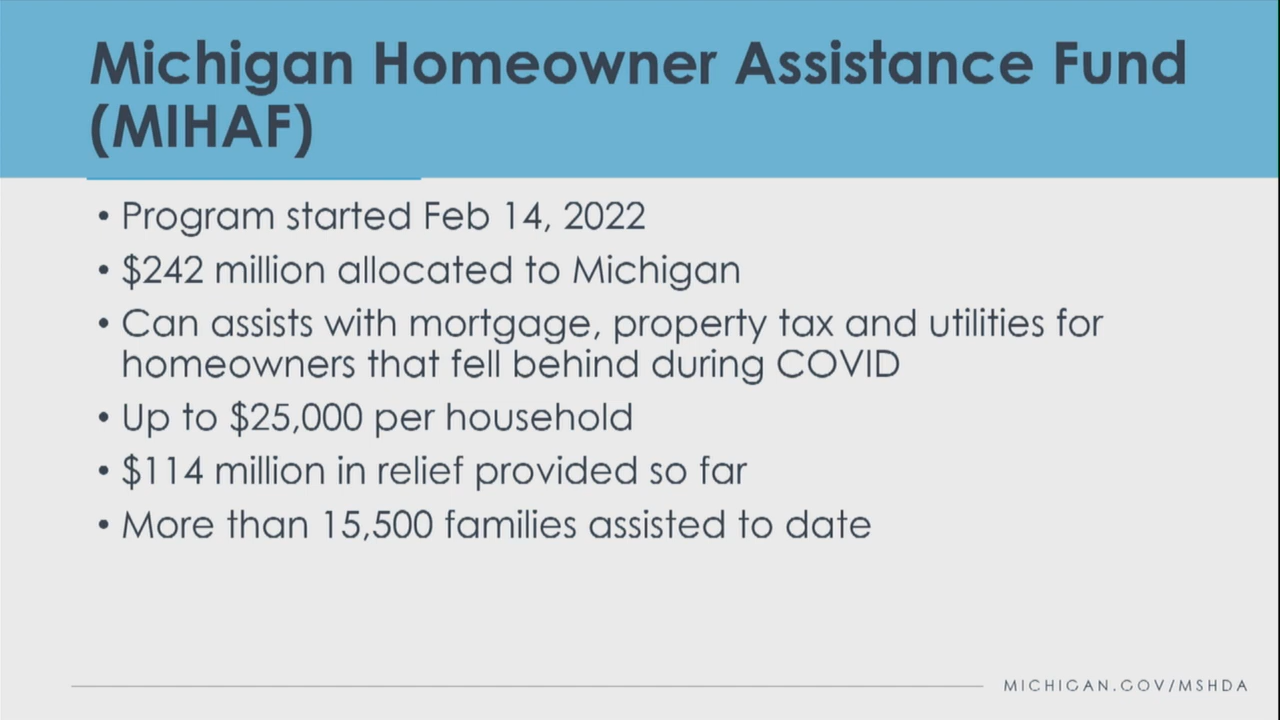 Michigan Homeowner Assistance Fund
(MIHAF)
• Program started Feb 14, 2022
• $242 million allocated to Michigan
• Can assists with mortgage, property tax and utilities for
homeowners that fell behind during COVID
• Up to $25,000 per household
• $114 million in relief provided so far
• More than 15,500 families assisted to date
MICHIGAN.GOV/MSHDA